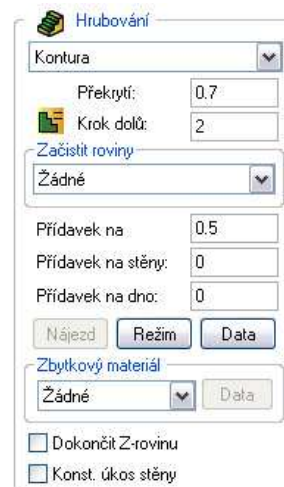 Hrubování
Kontura
Překrytí: 0.7
Krok dolů: 2
Začistit roviny
Žádné
Přídavek na 0.5
Přídavek na stěny: 0
Přídavek na dno: 0
Nájezd Režim Data
Zbytkový materiál
Žádné Data
Dokončit Z-rovinu
Konst. úkos stěny